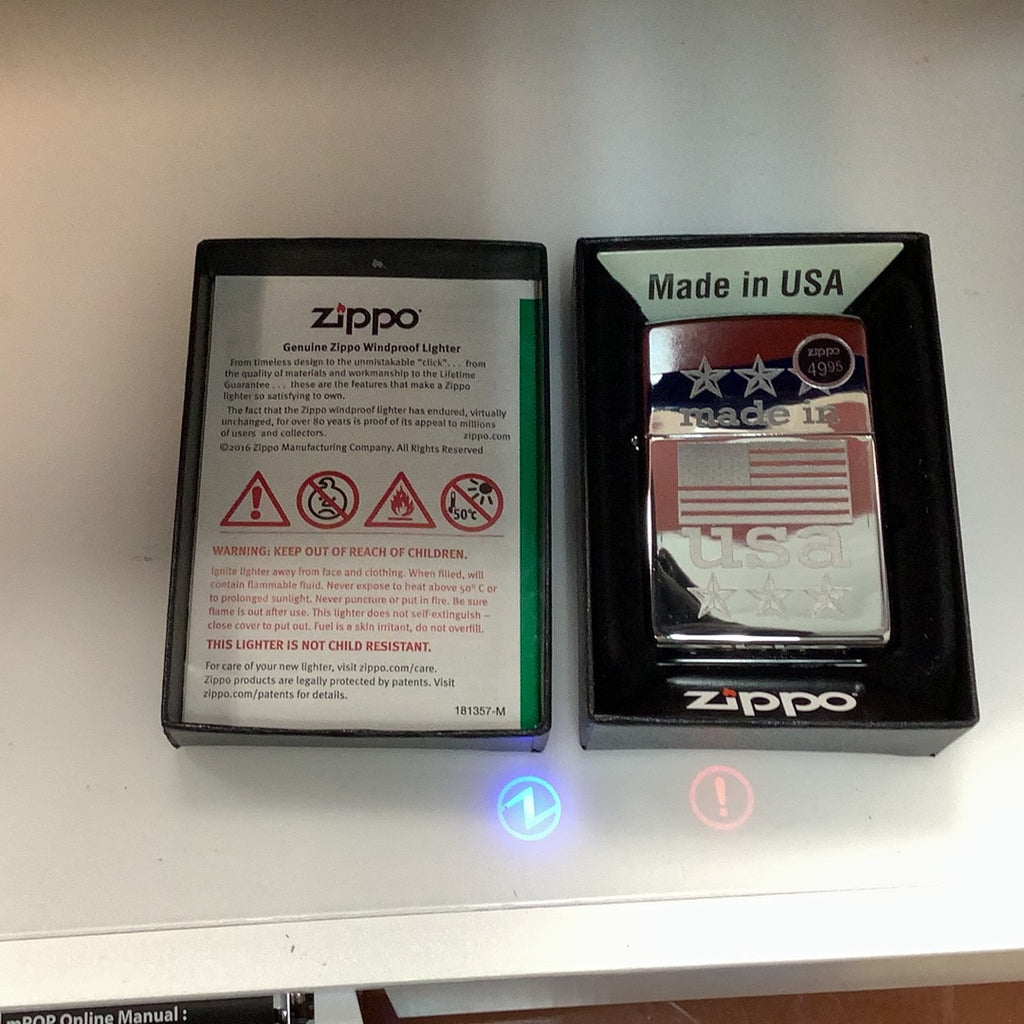 zippo
Genuine Zippo Windproof Lighter
From timeless design to the unmistakable "click"... from
the quality of materials and workmanship to the Lifetime
Guarantee ... these are the features that make a Zippo
lighter so satisfying to own.
The fact that the Zippo windproof lighter has endured, virtually
unchanged, for over 80 years is proof of its appeal to millions
of users and collectors.
zippo.com
©2016 Zippo Manufacturing Company, All Rights Reserved
50°C
WARNING: KEEP OUT OF REACH OF CHILDREN.
Ignite lighter away from face and clothing. When filled, will
contain flammable fluid. Never expose to heat above 50° C or
to prolonged sunlight. Never puncture or put in fire. Be sure
flame is out after use. This lighter does not self-extinguish –
close cover to put out. Fuel is a skin irritant, do not overfill.
THIS LIGHTER IS NOT CHILD RESISTANT.
For care of your new lighter, visit zippo.com/care.
Zippo products are legally protected by patents. Visit
zippo.com/patents for details.
181357-M
Made in USA
zippo
4995
made in
usa
zippo
mPOP Online Manual :